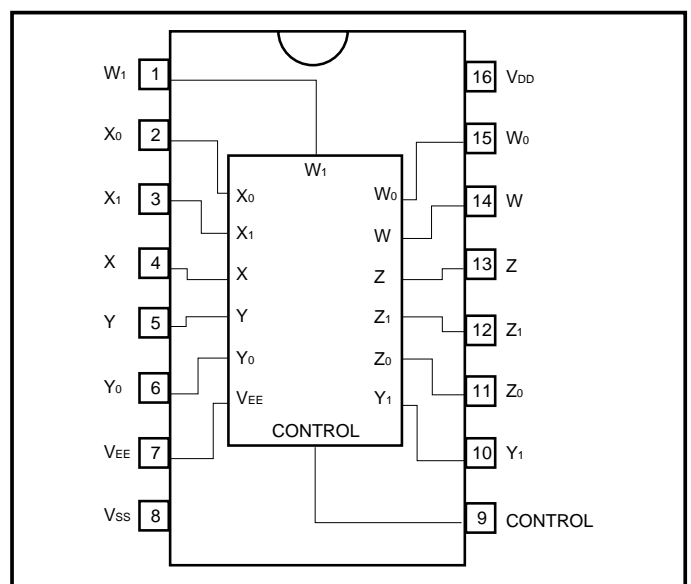 W1 1
X0 2
X1 3
X 4
Y 5
Y0 6
VEE 7
VSS 8
W1
X0
X1
X
Y
Y0
VEE
W0
W
Z
Z1
Z0
Y1
CONTROL
16 VDD
15 W0
14 W
13 Z
12 Z1
11 Z0
10 Y1
9 CONTROL